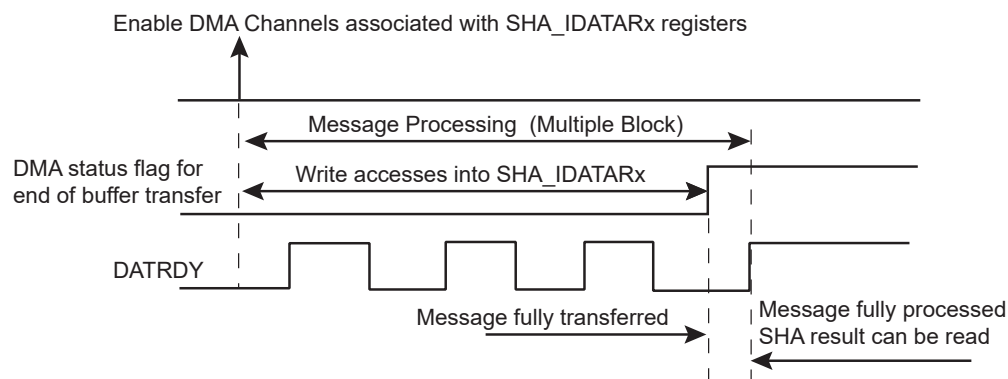 Enable DMA Channels associated with SHA_IDATARx registers
Message Processing (Multiple Block)
DMA status flag for
end of buffer transfer
Write accesses into SHA_IDATARx
DATRDY
Message fully transferred
Message fully processed
SHA result can be read